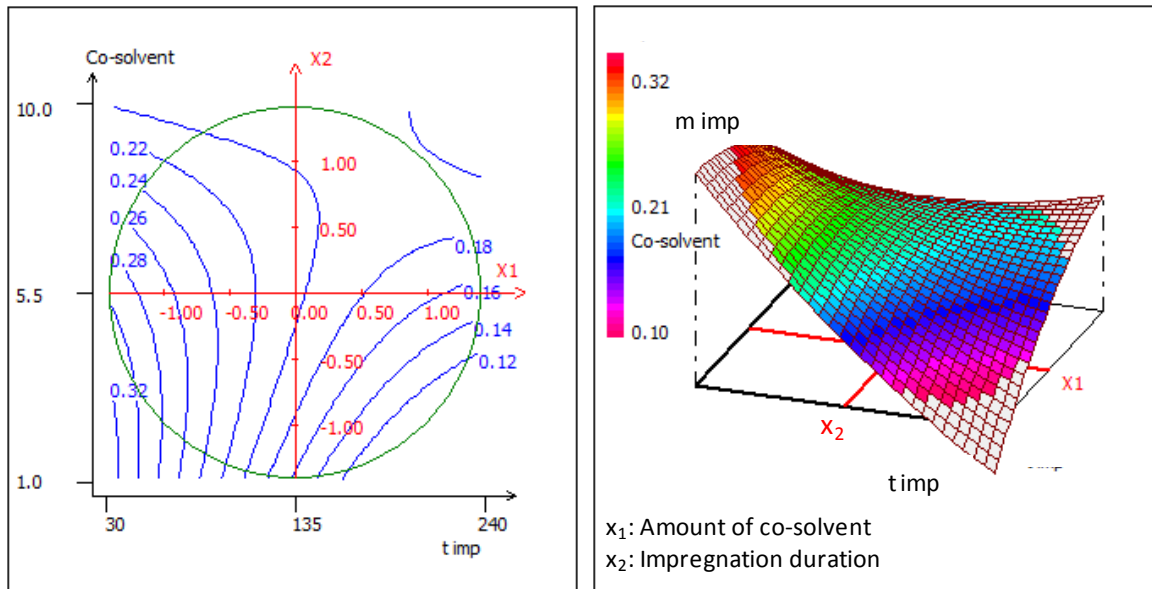 Co-solvent
X2
10.0
0.22
1.00
0.24
0.26
0.50
0.28
0.18
X1
5.5
-1.00
-0.50
0.00
0.50
1.00
0.16
0.14
-0.50
0.12
0.32
-1.00
1.0
30
135
240
t imp
0.32
m imp
0.21
Co-solvent
0.10
X1
x2
t imp
x1: Amount of co-solvent
x2: Impregnation duration